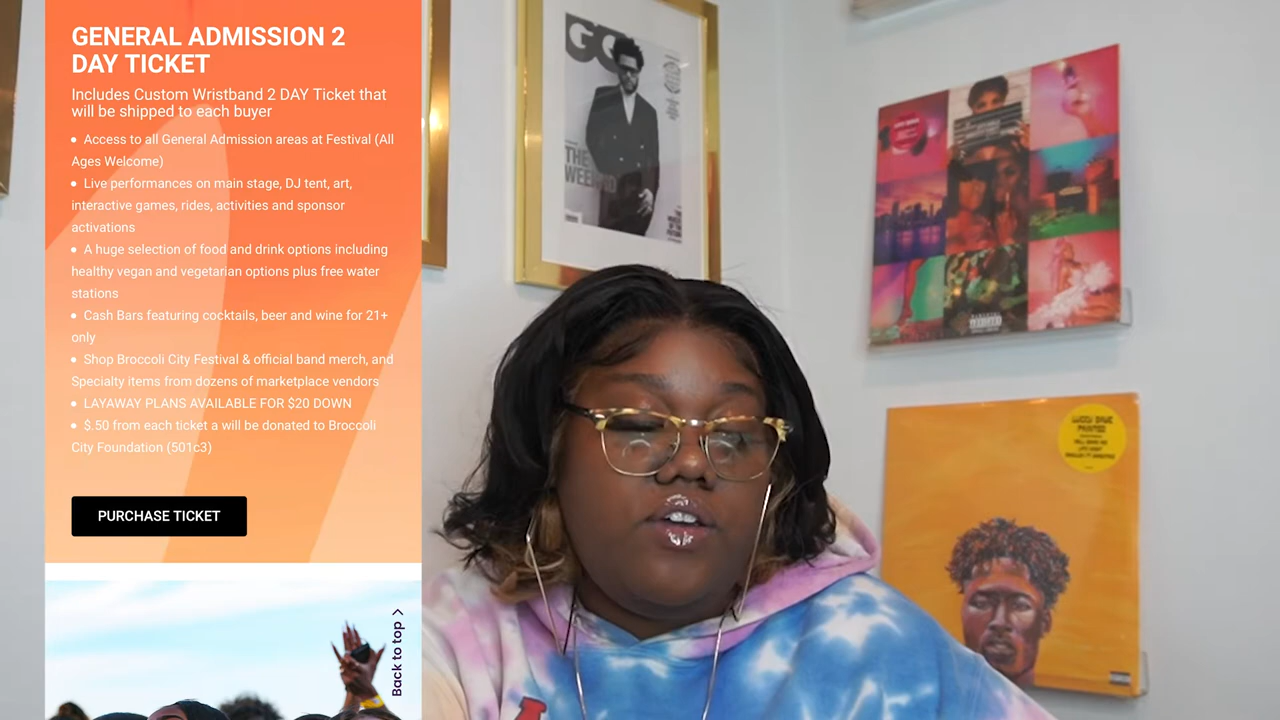 GENERAL ADMISSION 2
DAY TICKET
Includes Custom Wristband 2 DAY Ticket that
will be shipped to each buyer
• Access to all General Admission areas at Festival (All
Ages Welcome)
• Live performances on main stage, DJ tent, art,
interactive games, rides, activities and sponsor
activations
• A huge selection of food and drink options including
healthy vegan and vegetarian options plus free water
stations
• Cash Bars featuring cocktails, beer and wine for 21+
only
• Shop Broccoli City Festival & official band merch, and
Specialty items from dozens of marketplace vendors
• LAYAWAY PLANS AVAILABLE FOR $20 DOWN
• $.50 from each ticket a will be donated to Broccoli
City Foundation (501c3)
PURCHASE TICKET
Back to top >
GQ
THE